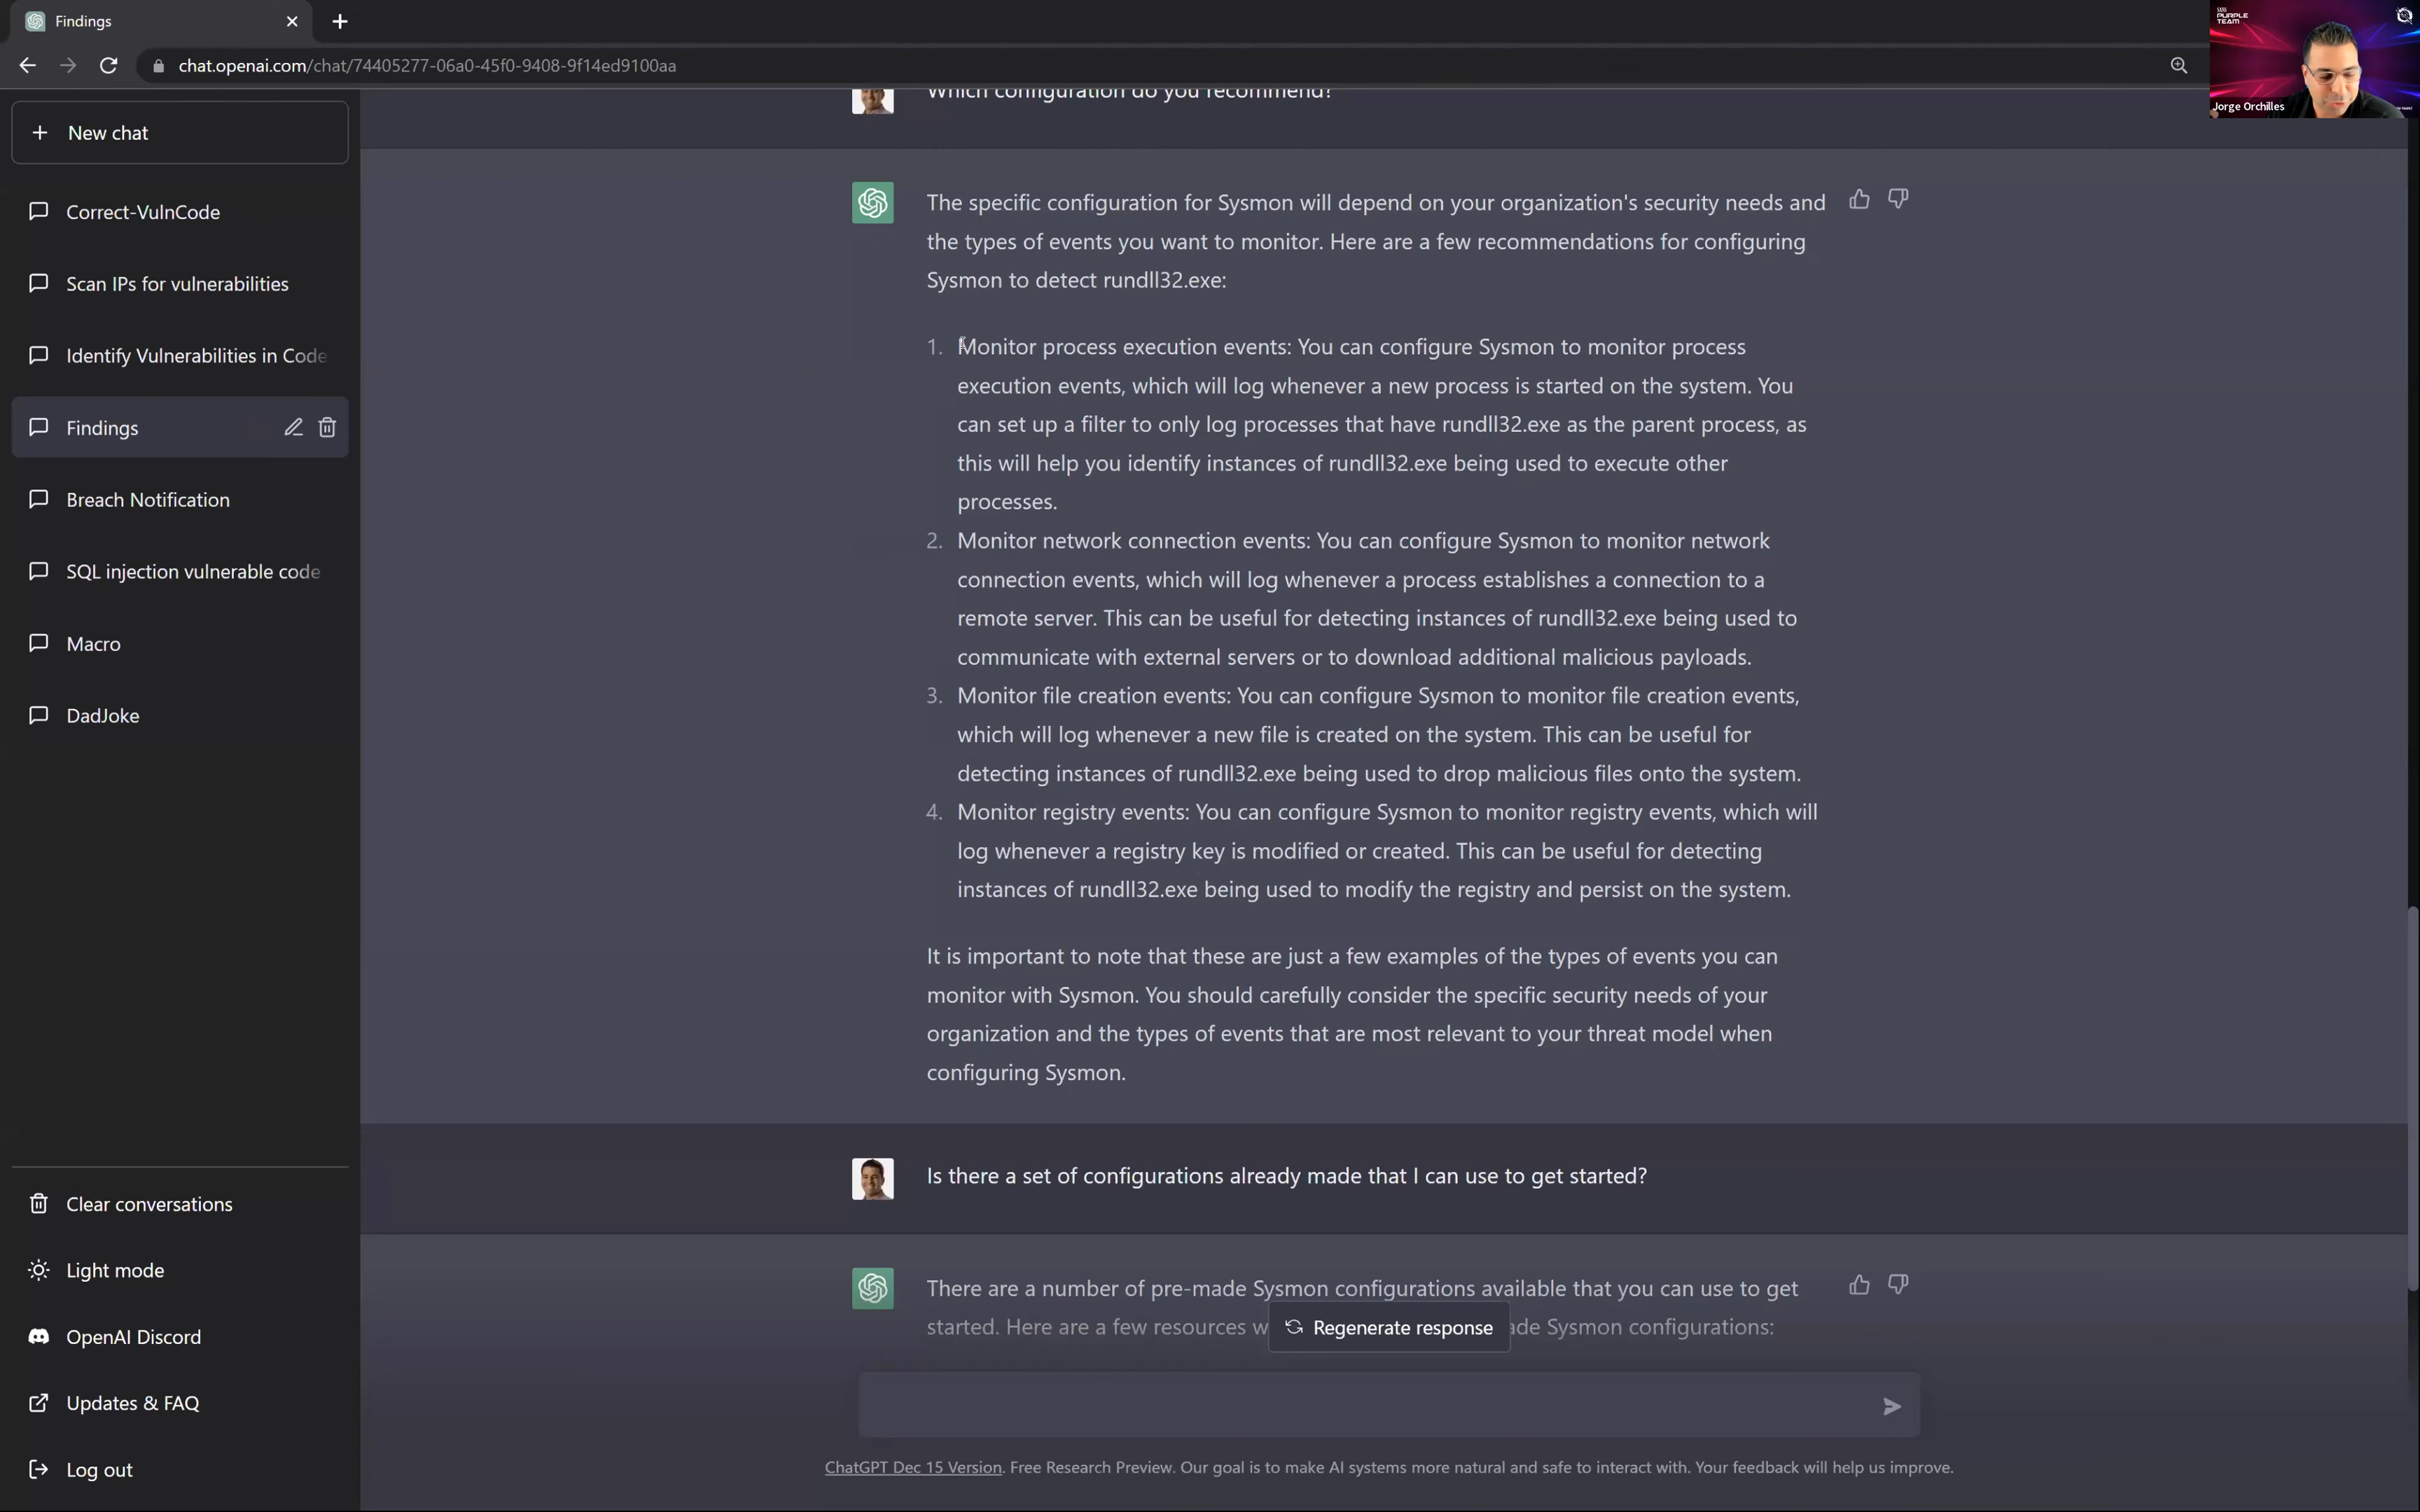 Findings
chat.openai.com/chat/74405277-06a0-45f0-9408-9f14ed9100aa
PURPLE
TEAM
Jorge Orchilles
New chat
Correct-VulnCode
Scan IPs for vulnerabilities
Identify Vulnerabilities in Code
Findings
Breach Notification
SQL injection vulnerable code
Macro
DadJoke
Clear conversations
Light mode
OpenAI Discord
Updates & FAQ
Log out
Which configuration do you recommend?
The specific configuration for Sysmon will depend on your organization's security needs and
the types of events you want to monitor. Here are a few recommendations for configuring
Sysmon to detect rundll32.exe:
1. Monitor process execution events: You can configure Sysmon to monitor process
execution events, which will log whenever a new process is started on the system. You
can set up a filter to only log processes that have rundll32.exe as the parent process, as
this will help you identify instances of rundll32.exe being used to execute other
processes.
2. Monitor network connection events: You can configure Sysmon to monitor network
connection events, which will log whenever a process establishes a connection to a
remote server. This can be useful for detecting instances of rundll32.exe being used to
communicate with external servers or to download additional malicious payloads.
3. Monitor file creation events: You can configure Sysmon to monitor file creation events,
which will log whenever a new file is created on the system. This can be useful for
detecting instances of rundll32.exe being used to drop malicious files onto the system.
4. Monitor registry events: You can configure Sysmon to monitor registry events, which will
log whenever a registry key is modified or created. This can be useful for detecting
instances of rundll32.exe being used to modify the registry and persist on the system.
It is important to note that these are just a few examples of the types of events you can
monitor with Sysmon. You should carefully consider the specific security needs of your
organization and the types of events that are most relevant to your threat model when
configuring Sysmon.
Is there a set of configurations already made that I can use to get started?
There are a number of pre-made Sysmon configurations available that you can use to get
started. Here are a few resources w ade Sysmon configurations:
Regenerate response
ChatGPT Dec 15 Version. Free Research Preview. Our goal is to make AI systems more natural and safe to interact with. Your feedback will help us improve.